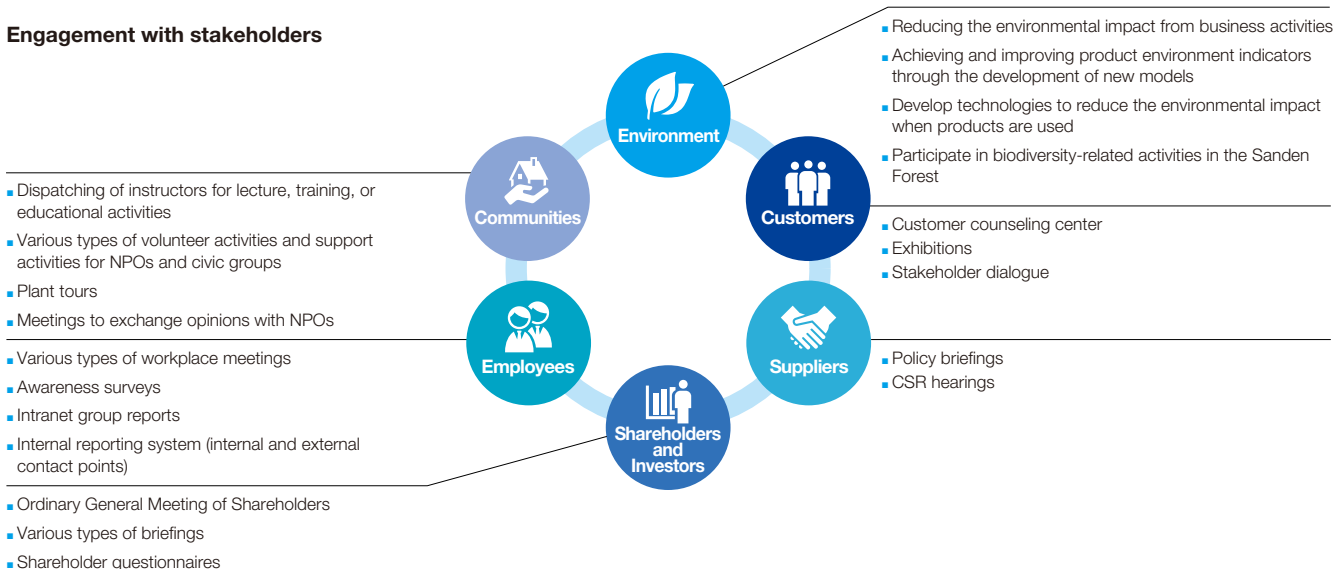 Engagement with stakeholders
Environment
Customers
Suppliers
Shareholders
and
Investors
Employees
Communities
■ Reducing the environmental impact from business activities
■ Achieving and improving product environment indicators
through the development of new models
■ Develop technologies to reduce the environmental impact
when products are used
■ Participate in biodiversity-related activities in the Sanden
Forest
■ Customer counseling center
■ Exhibitions
■ Stakeholder dialogue
■ Policy briefings
■ CSR hearings
■ Dispatching of instructors for lecture, training, or
educational activities
■ Various types of volunteer activities and support
activities for NPOs and civic groups
■ Plant tours
■ Meetings to exchange opinions with NPOs
■ Various types of workplace meetings
■ Awareness surveys
■ Intranet group reports
■ Internal reporting system (internal and external
contact points)
■ Ordinary General Meeting of Shareholders
■ Various types of briefings
■ Shareholder questionnaires